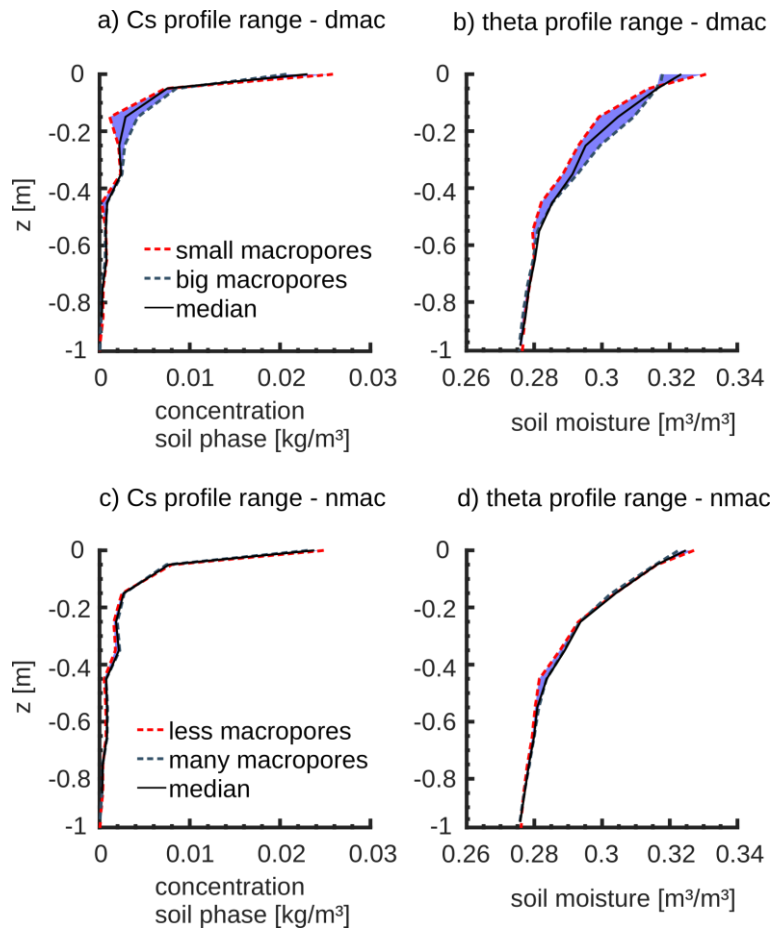 a) Cs profile range - dmac
b) theta profile range - dmac
0
-0.2
-0.4
-0.6
-0.8
-1
z [m]
small macropores
big macropores
median
0
0.01
0.02
0.03
concentration
soil phase [kg/m³]
0
-0.2
-0.4
-0.6
-0.8
-1
0.26
0.28
0.3
0.32
0.34
soil moisture [m³/m³]
c) Cs profile range - nmac
d) theta profile range - nmac
0
-0.2
-0.4
-0.6
-0.8
-1
z [m]
less macropores
many macropores
median
0
0.01
0.02
0.03
concentration
soil phase [kg/m³]
0
-0.2
-0.4
-0.6
-0.8
-1
0.26
0.28
0.3
0.32
0.34
soil moisture [m³/m³]